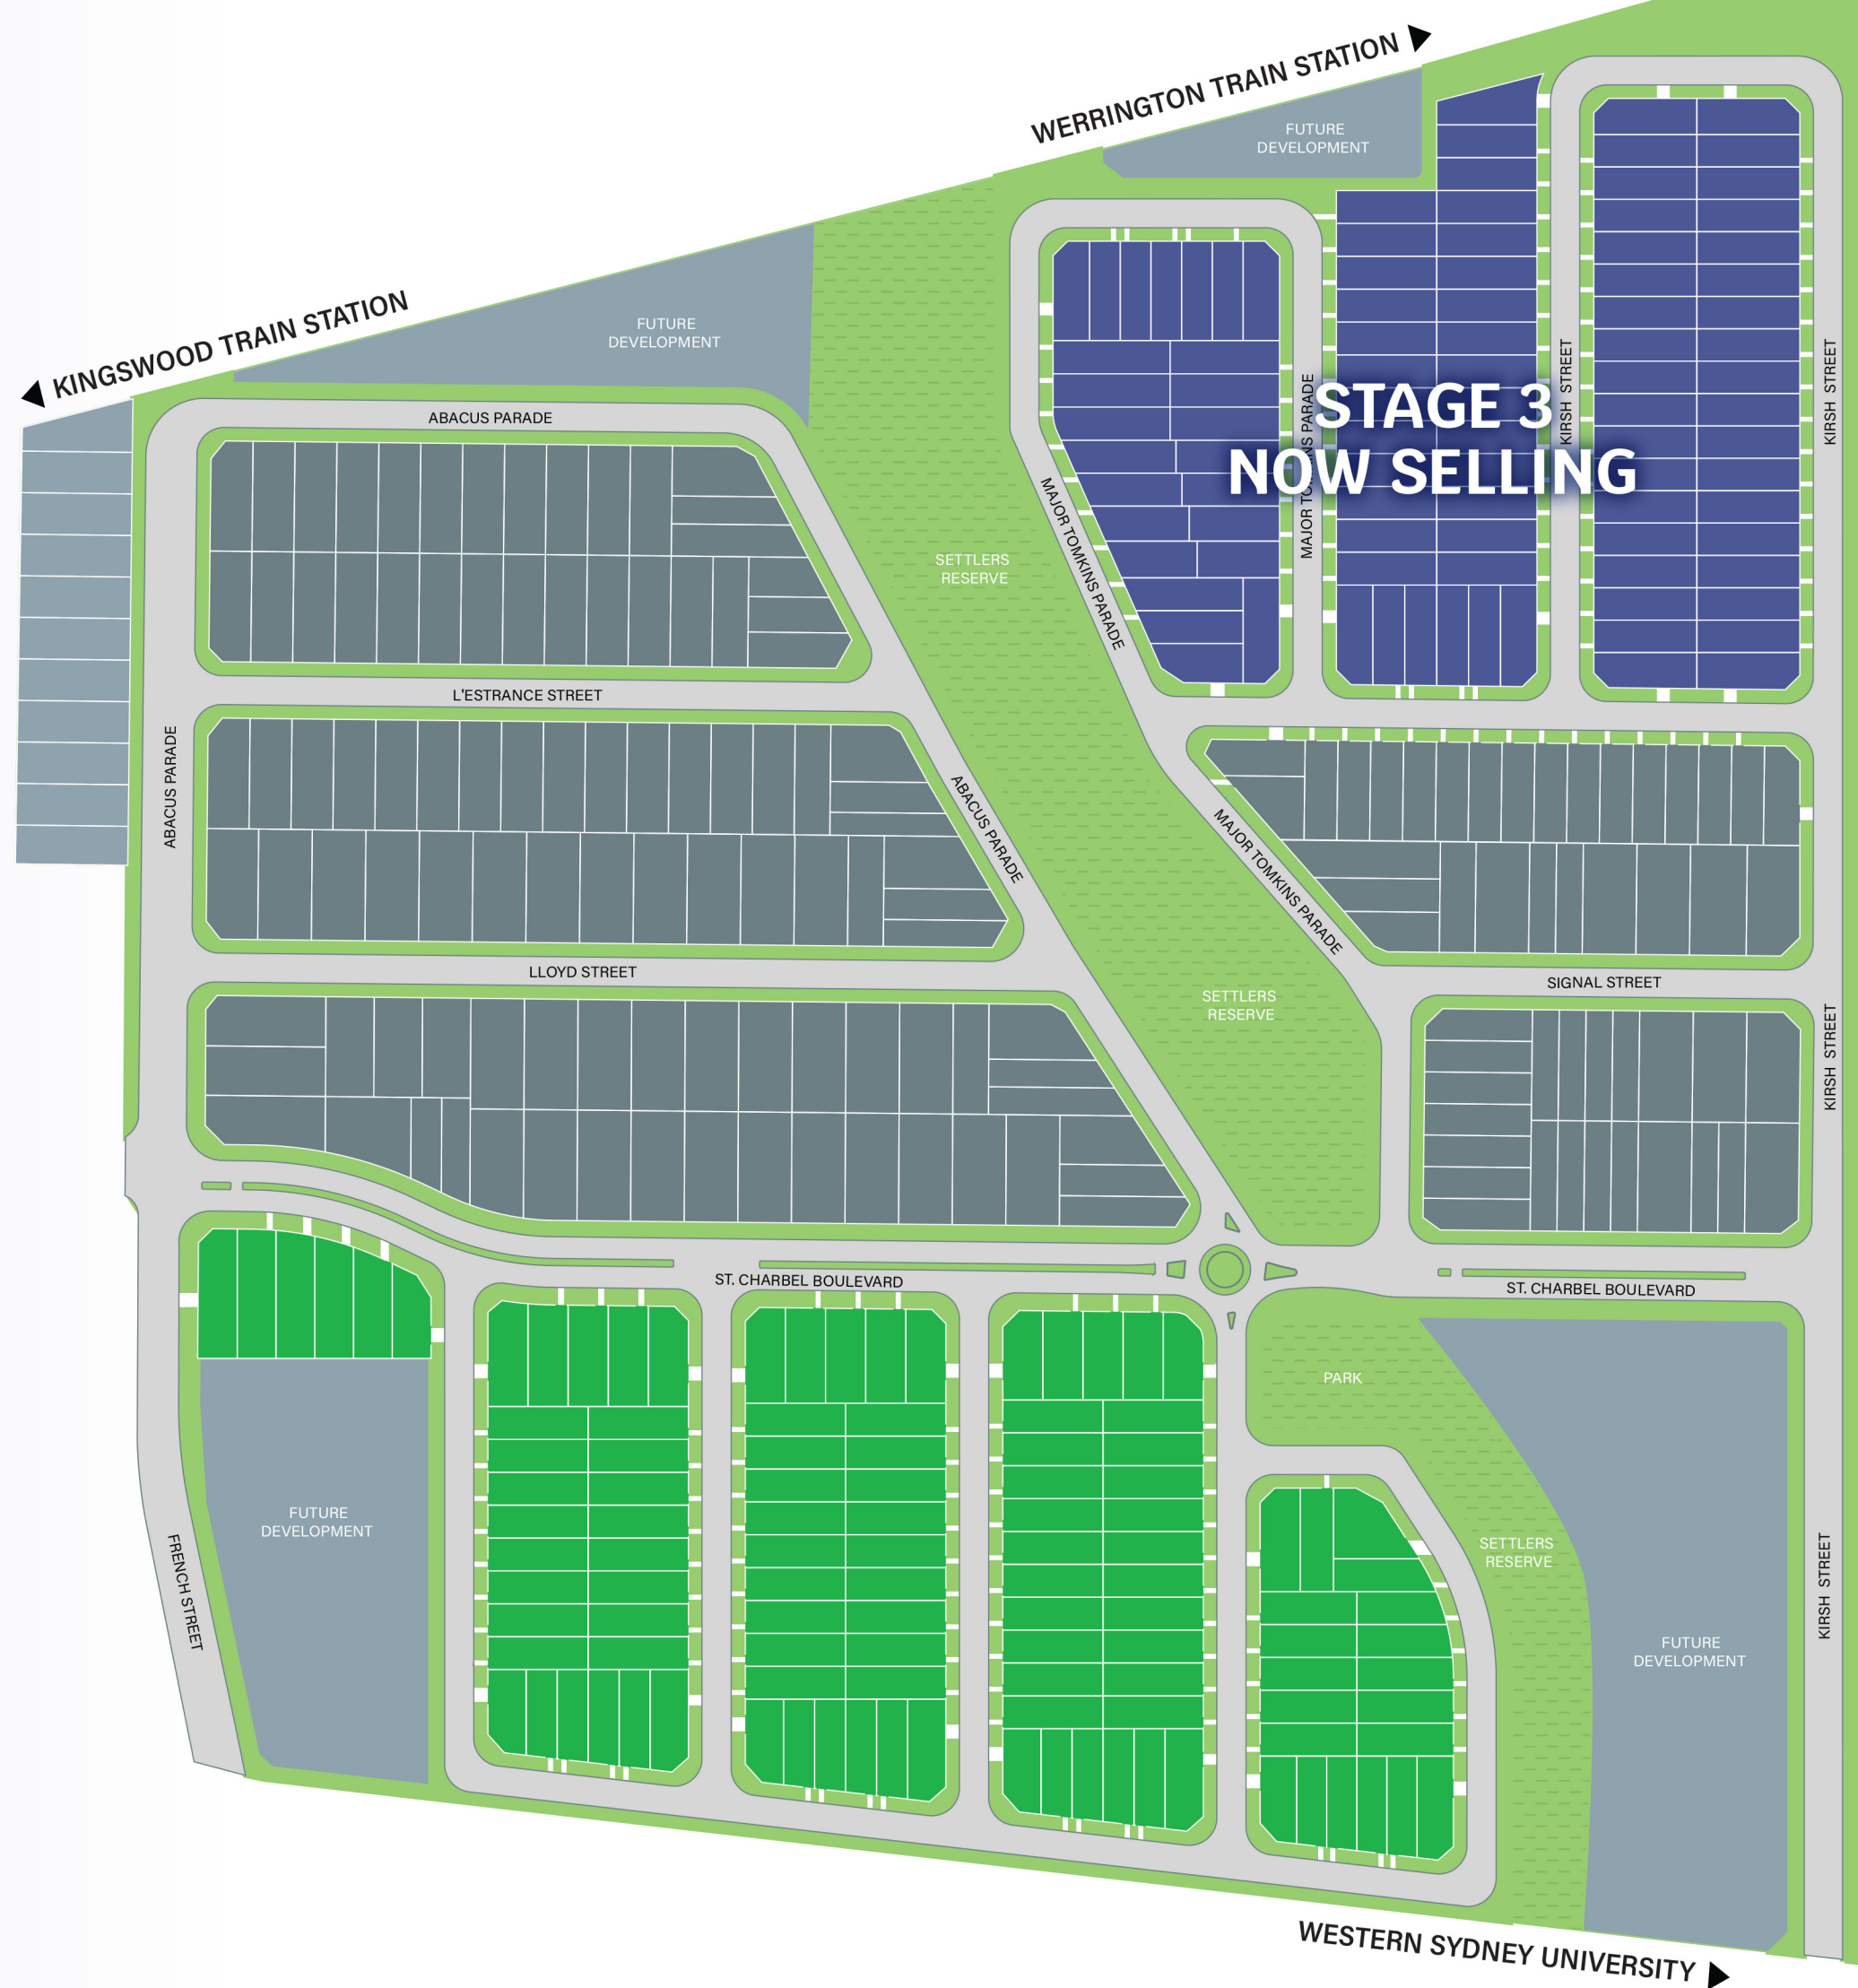 WERRINGTON TRAIN STATION
FUTURE
DEVELOPMENT
KINGSWOOD TRAIN STATION
FUTURE
DEVELOPMENT
ABACUS PARADE
STAGE 3
NOW SELLING
MAJOR TOMKINS PARADE
KIRSH STREET
KIRSH STREET
MAJOR TOMKINS PARADE
SETTLERS
RESERVE
L'ESTRANCE STREET
ABACUS PARADE
ABACUS PARADE
MAJOR TOMKINS PARADE
LLOYD STREET
SIGNAL STREET
SETTLERS
RESERVE
KIRSH STREET
ST. CHARBEL BOULEVARD
ST. CHARBEL BOULEVARD
PARK
FUTURE
DEVELOPMENT
SETTLERS
RESERVE
FRENCH STREET
KIRSH STREET
FUTURE
DEVELOPMENT
WESTERN SYDNEY UNIVERSITY